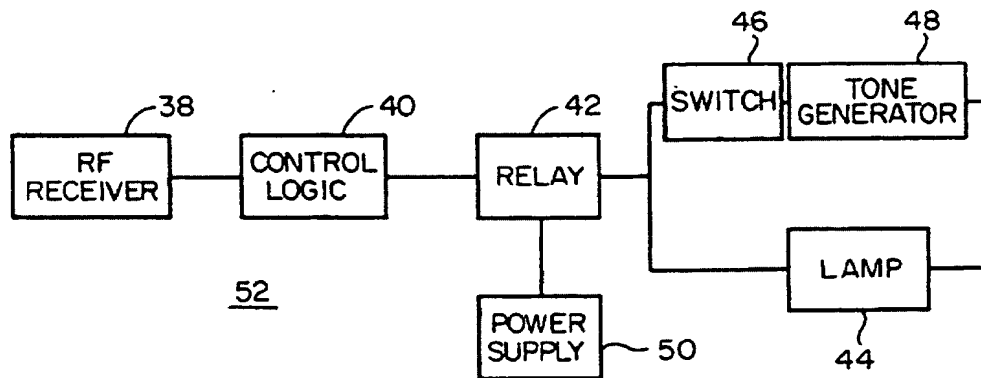 46
48
38
40
42
SWITCH
TONE
GENERATOR
RF
RECEIVER
CONTROL
LOGIC
RELAY
LAMP
52
POWER
SUPPLY
50
44